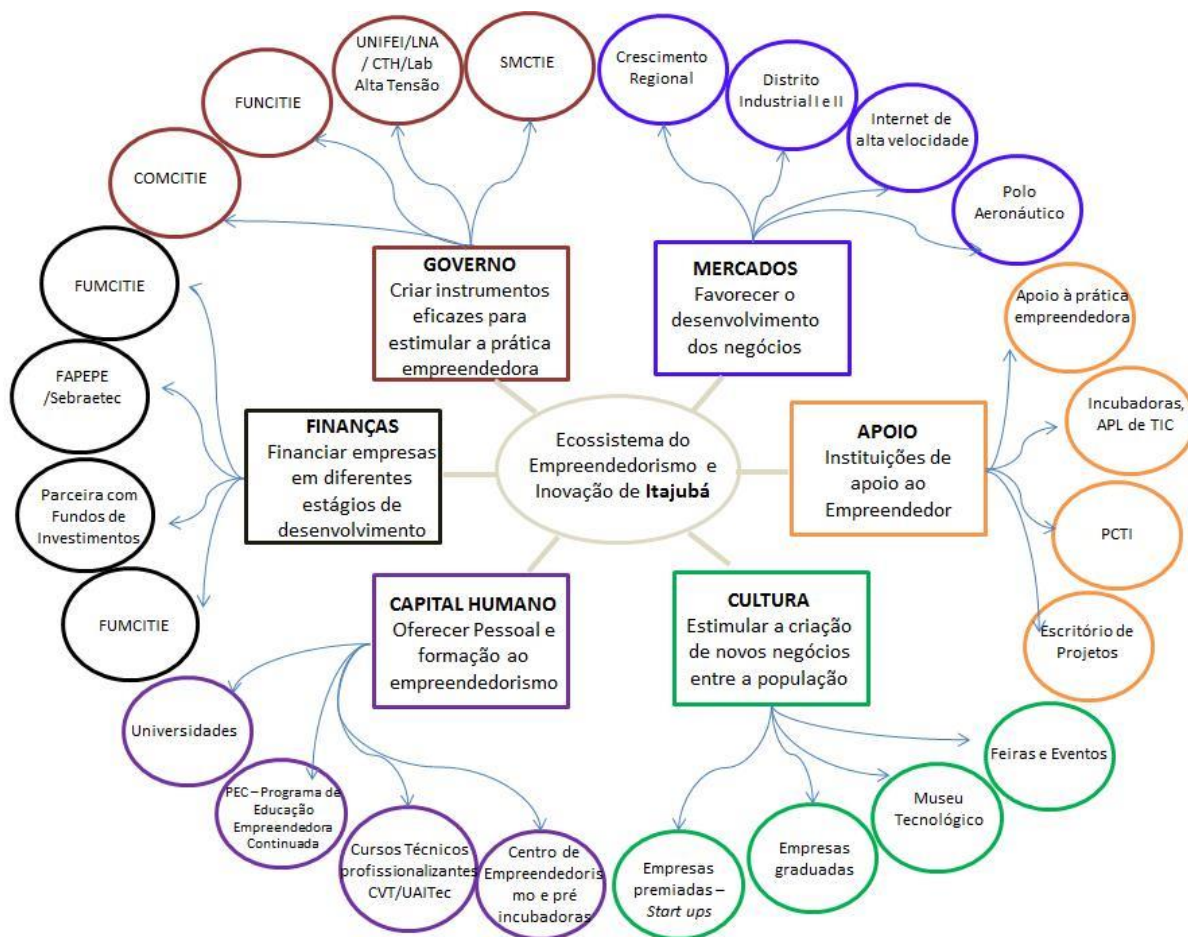 UNIFEI/LNA
/ CTH/Lab
Alta Tensão
SMCTIE
Crescimento
Regional
Distrito
Industrial I e II
Internet de
alta velocidade
Polo
Aeronáutico
FUNCITIE
COMCITIE
GOVERNO
Criar instrumentos
eficazes para
estimular a prática
empreendedora
MERCADOS
Favorecer o
desenvolvimento
dos negócios
FUMCITIE
FAPEPE
/Sebraetec
Parceira com
Fundos de
Investimentos
FUMCITIE
FINANÇAS
Financiar empresas
em diferentes
estágios de
desenvolvimento
Ecossistema do
Empreendedorismo e
Inovação de Itajubá
APOIO
Instituições de
apoio ao
Empreendedor
Apoio à prática
empreendedora
Incubadoras,
APL de TIC
PCTI
Escritório de
Projetos
CAPITAL HUMANO
Oferecer Pessoal e
formação ao
empreendedorismo
CULTURA
Estimular a criação
de novos negócios
entre a população
Universidades
PEC – Programa de
Educação
Empreendedora
Continuada
Cursos Técnicos
profissionalizantes
CVT/UAITec
Centro de
Empreendedoris
mo e pré
incubadoras
Empresas
premiadas –
Start ups
Empresas
graduadas
Museu
Tecnológico
Feiras e Eventos